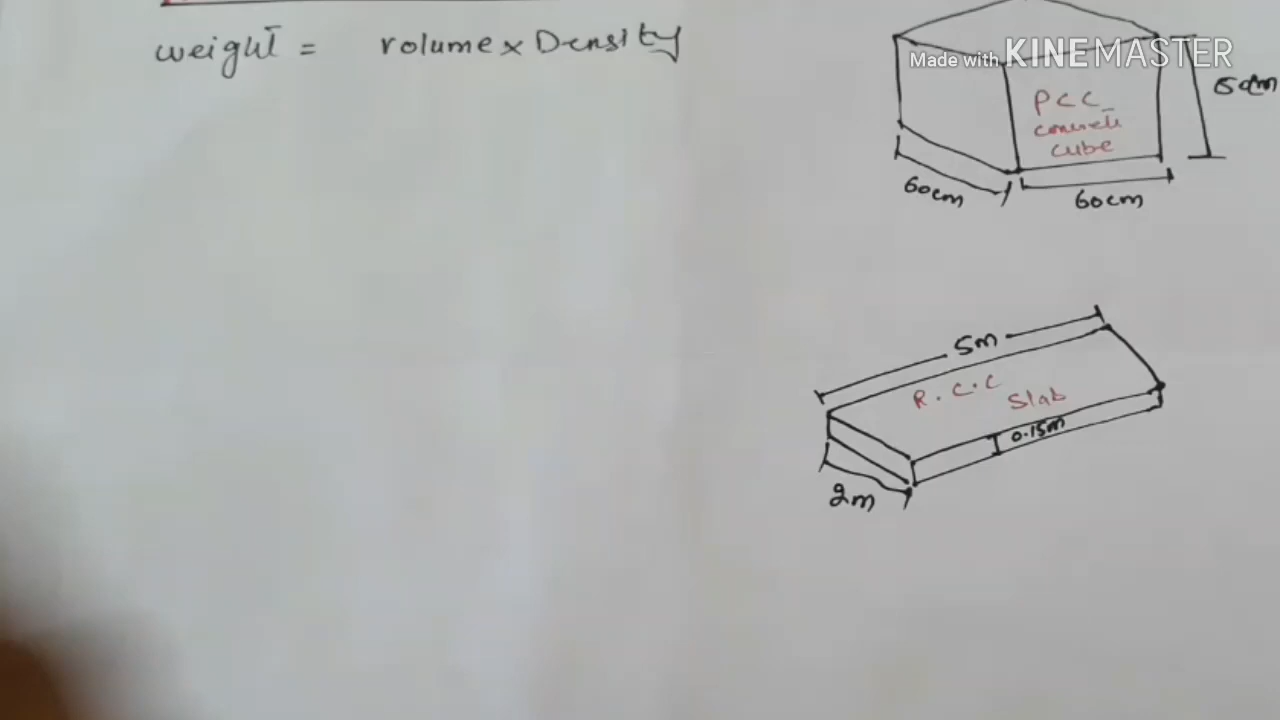 weight = volume x Density
Made with KINEMASTER
PCC
concrete
cube
60cm
60cm
5m
R.C.C
Slab
0.15m
2m